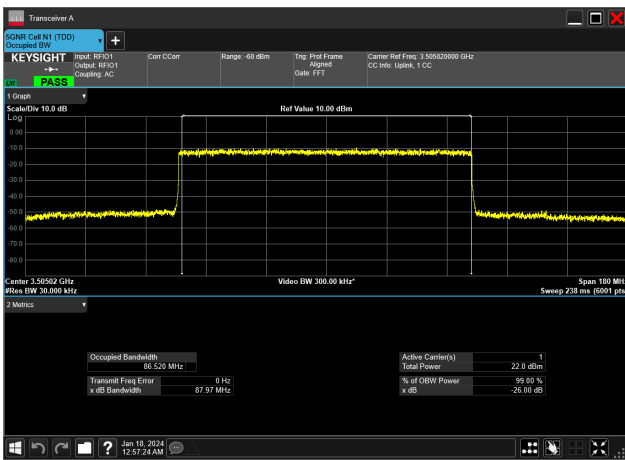 Transceiver A
5GNR Cell N1 (TDD)
Occupied BW
KEYSIGHT Input: RFIO1 Corr CCorr Range: -60 dBm Trig: Prot Frame Carrier Ref Freq: 3.505020000 GHz
Output: RFIO1 Aligned CC Info: Uplink, 1 CC
Coupling: AC Gate: FFT
PASS
1 Graph
Scale/Div 10.0 dB Ref Value 10.00 dBm
Log
0.00
-10.0
-20.0
-30.0
-40.0
-50.0
-60.0
-70.0
-80.0
Center 3.50502 GHz Video BW 300.00 kHz* Span 180 MHz
#Res BW 30.000 kHz Sweep 238 ms (6001 pts
2 Metrics
Occupied Bandwidth Active Carrier(s) 1
86.520 MHz Total Power 22.0 dBm
Transmit Freq Error 0 Hz % of OBW Power 99.00 %
x dB Bandwidth 87.97 MHz x dB -26.00 dB
? Jan 18, 2024
12:57:24 AM